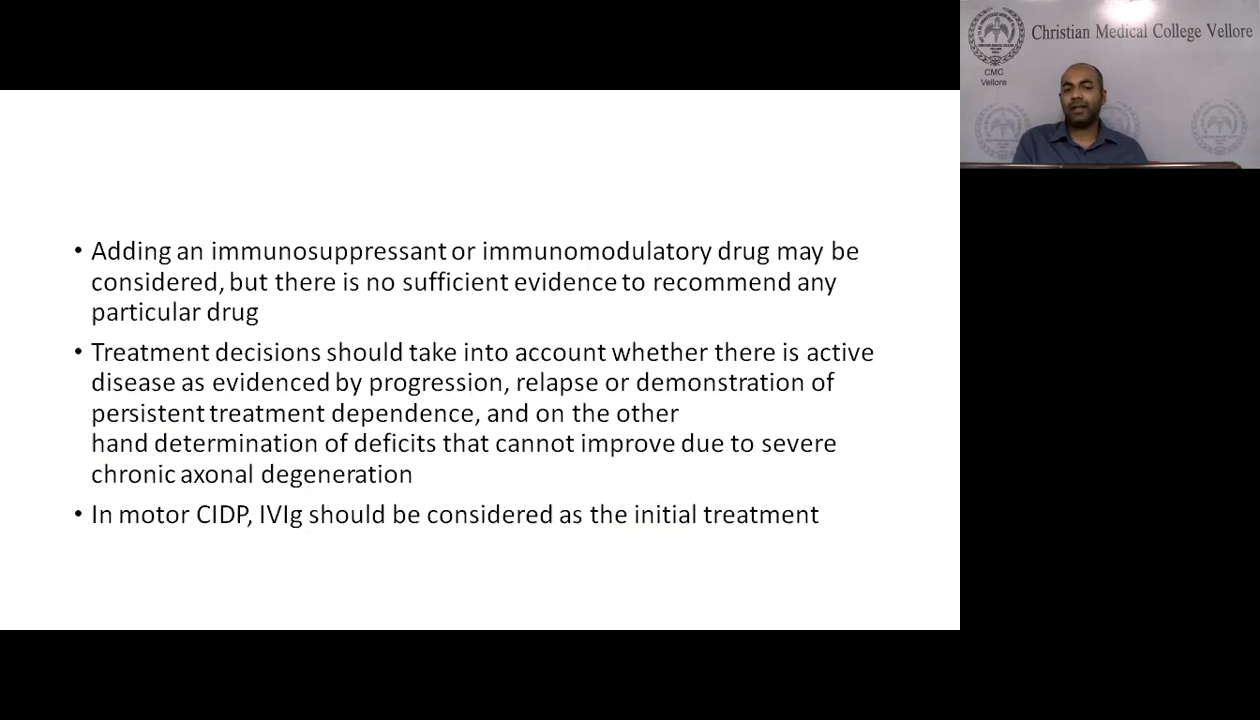 • Adding an immunosuppressant or immunomodulatory drug may be
considered, but there is no sufficient evidence to recommend any
particular drug
• Treatment decisions should take into account whether there is active
disease as evidenced by progression, relapse or demonstration of
persistent treatment dependence, and on the other
hand determination of deficits that cannot improve due to severe
chronic axonal degeneration
• In motor CIDP, IVIg should be considered as the initial treatment
Christian Medical College Vellore
CMC
Vellore